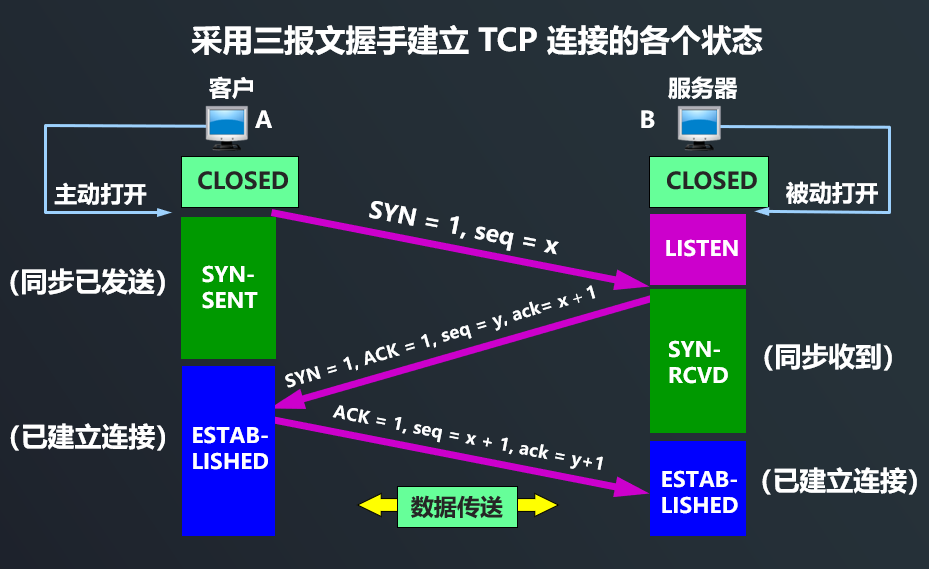 采用三报文握手建立 TCP 连接的各个状态
客户
服务器
A
B
CLOSED
CLOSED
主动打开
被动打开
SYN = 1, seq = x
LISTEN
(同步已发送)
SYN-
SENT
SYN = 1, ACK = 1, seq = y, ack= x + 1
SYN-
RCVD
(同步收到)
(已建立连接)
ESTAB-
LISHED
ACK = 1, seq = x + 1, ack = y+1
ESTAB-
LISHED
(已建立连接)
数据传送